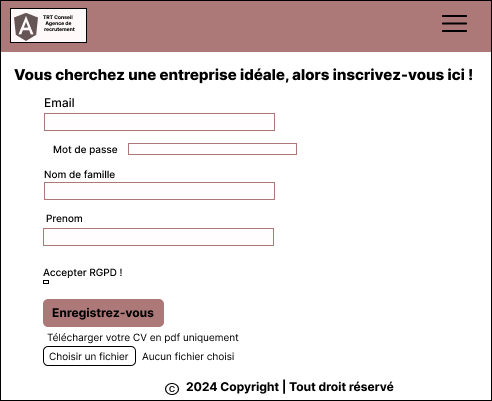 TRT Conseil
Agence de
recrutement
A
Vous cherchez une entreprise idéale, alors inscrivez-vous ici !
Email
Mot de passe
Nom de famille
Prenom
Accepter RGPD !
Enregistrez-vous
Télécharger votre CV en pdf uniquement
Choisir un fichier Aucun fichier choisi
© 2024 Copyright | Tout droit réservé